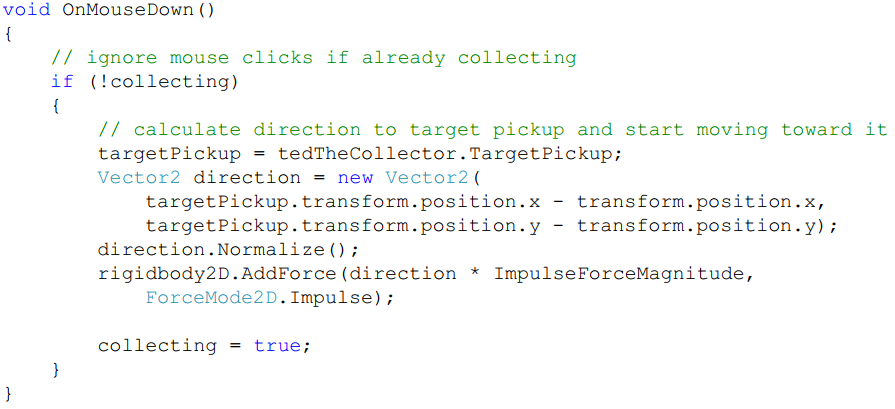 void OnMouseDown()
{
    // ignore mouse clicks if already collecting
    if (!collecting)
    {
        // calculate direction to target pickup and start moving toward it
        targetPickup = tedTheCollector.TargetPickup;
        Vector2 direction = new Vector2(
            targetPickup.transform.position.x - transform.position.x,
            targetPickup.transform.position.y - transform.position.y);
        direction.Normalize();
        rigidbody2D.AddForce(direction * ImpulseForceMagnitude,
            ForceMode2D.Impulse);

        collecting = true;
    }
}